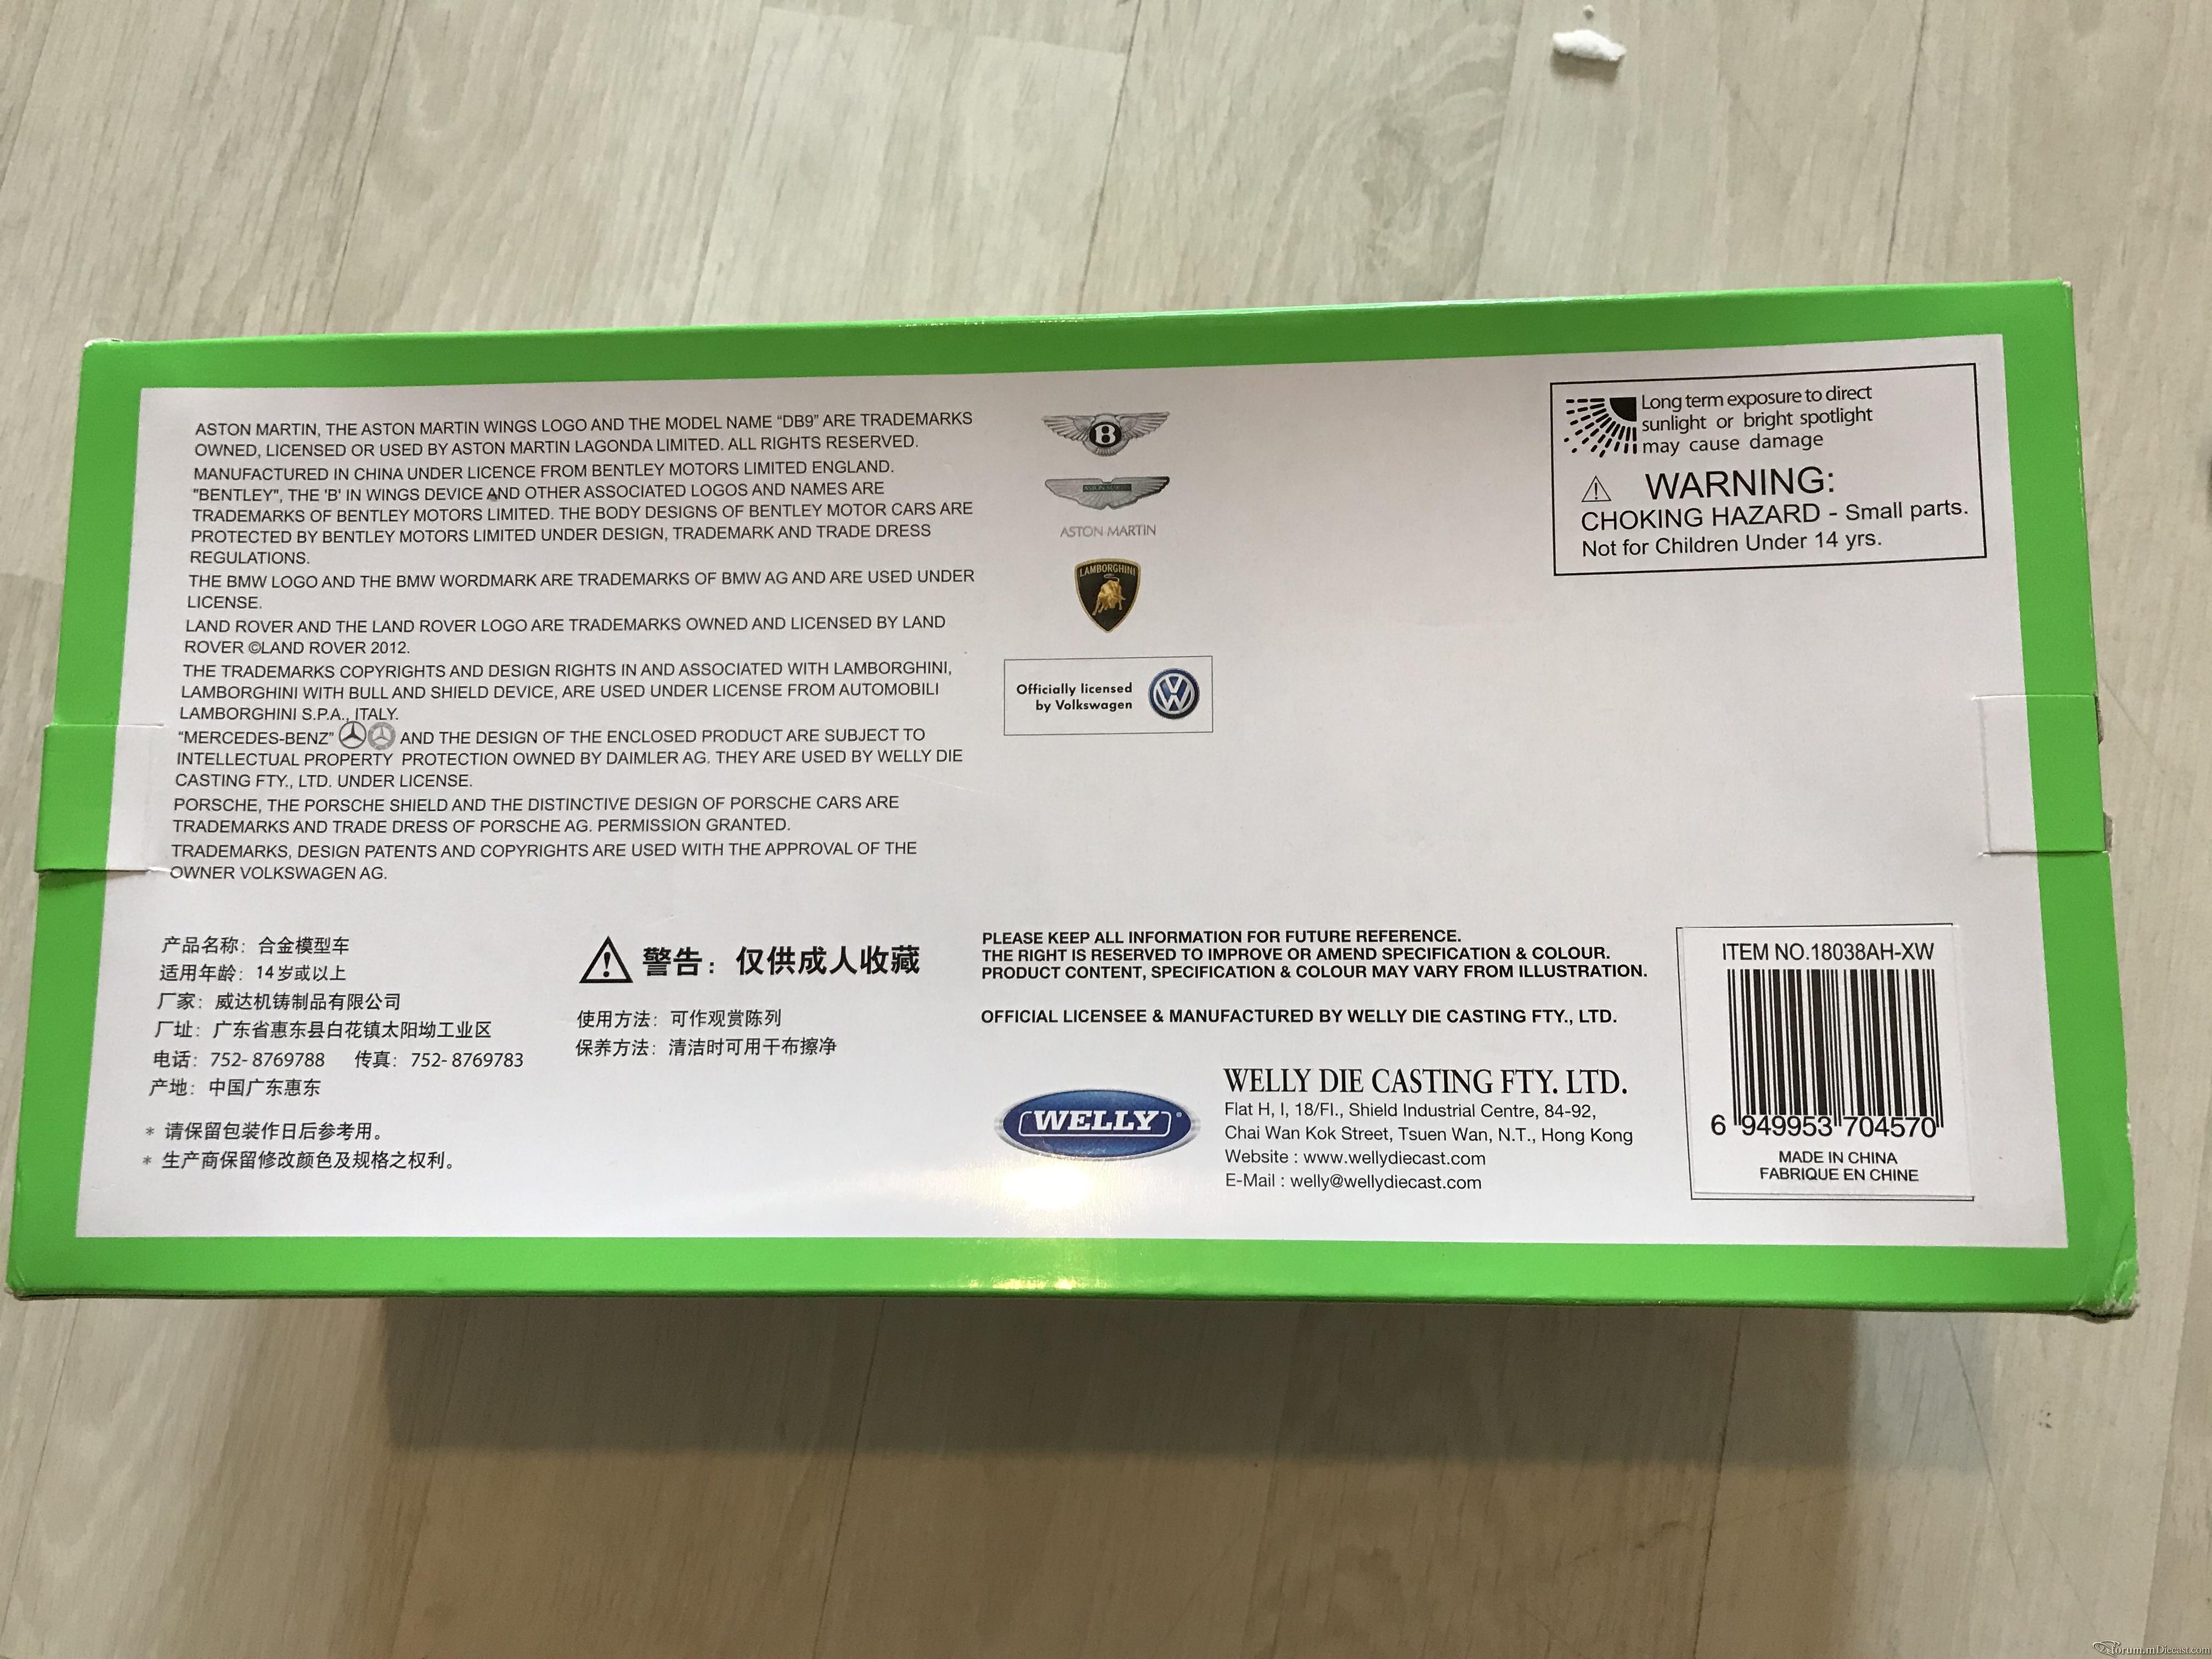 ASTON MARTIN, THE ASTON MARTIN WINGS LOGO AND THE MODEL NAME “DB9” ARE TRADEMARKS
OWNED, LICENSED OR USED BY ASTON MARTIN LAGONDA LIMITED. ALL RIGHTS RESERVED.
MANUFACTURED IN CHINA UNDER LICENCE FROM BENTLEY MOTORS LIMITED ENGLAND.
"BENTLEY", THE 'B' IN WINGS DEVICE AND OTHER ASSOCIATED LOGOS AND NAMES ARE
TRADEMARKS OF BENTLEY MOTORS LIMITED. THE BODY DESIGNS OF BENTLEY MOTOR CARS ARE
PROTECTED BY BENTLEY MOTORS LIMITED UNDER DESIGN, TRADEMARK AND TRADE DRESS
REGULATIONS.
THE BMW LOGO AND THE BMW WORDMARK ARE TRADEMARKS OF BMW AG AND ARE USED UNDER
LICENSE.
LAND ROVER AND THE LAND ROVER LOGO ARE TRADEMARKS OWNED AND LICENSED BY LAND
ROVER ©LAND ROVER 2012.
THE TRADEMARKS COPYRIGHTS AND DESIGN RIGHTS IN AND ASSOCIATED WITH LAMBORGHINI,
LAMBORGHINI WITH BULL AND SHIELD DEVICE, ARE USED UNDER LICENSE FROM AUTOMOBILI
LAMBORGHINI S.P.A., ITALY.
“MERCEDES-BENZ” AND THE DESIGN OF THE ENCLOSED PRODUCT ARE SUBJECT TO
INTELLECTUAL PROPERTY PROTECTION OWNED BY DAIMLER AG. THEY ARE USED BY WELLY DIE
CASTING FTY., LTD. UNDER LICENSE.
PORSCHE, THE PORSCHE SHIELD AND THE DISTINCTIVE DESIGN OF PORSCHE CARS ARE
TRADEMARKS AND TRADE DRESS OF PORSCHE AG. PERMISSION GRANTED.
TRADEMARKS, DESIGN PATENTS AND COPYRIGHTS ARE USED WITH THE APPROVAL OF THE
OWNER VOLKSWAGEN AG.
B
ASTON MARTIN
ASTON MARTIN
LAMBORGHINI
Officially licensed
by Volkswagen
Long term exposure to direct
sunlight or bright spotlight
may cause damage
WARNING:
CHOKING HAZARD - Small parts.
Not for Children Under 14 yrs.
产品名称：合金模型车
适用年龄：14岁或以上
厂家：威达机铸制品有限公司
厂址：广东省惠东县白花镇太阳坳工业区
电话：752-8769788 传真：752-8769783
产地：中国广东惠东
* 请保留包装作日后参考用。
* 生产商保留修改颜色及规格之权利。
警告：仅供成人收藏
使用方法：可作观赏陈列
保养方法：清洁时可用干布擦净
PLEASE KEEP ALL INFORMATION FOR FUTURE REFERENCE.
THE RIGHT IS RESERVED TO IMPROVE OR AMEND SPECIFICATION & COLOUR.
PRODUCT CONTENT, SPECIFICATION & COLOUR MAY VARY FROM ILLUSTRATION.
OFFICIAL LICENSEE & MANUFACTURED BY WELLY DIE CASTING FTY., LTD.
WELLY
WELLY DIE CASTING FTY. LTD.
Flat H, I, 18/Fl., Shield Industrial Centre, 84-92,
Chai Wan Kok Street, Tsuen Wan, N.T., Hong Kong
Website : www.wellydiecast.com
E-Mail : welly@wellydiecast.com
ITEM NO.18038AH-XW
6 949953 704570
MADE IN CHINA
FABRIQUE EN CHINE
forum.mDiecast.com